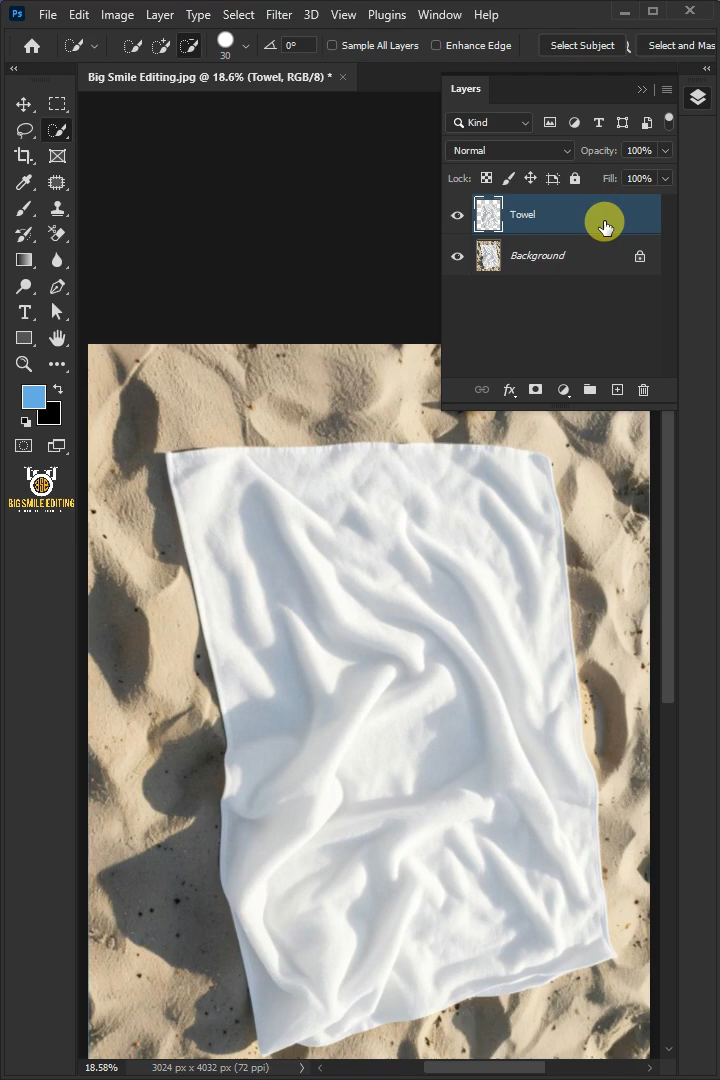 Ps File Edit Image Layer Type Select Filter 3D View Plugins Window Help
30 0° Sample All Layers Enhance Edge Select Subject Select and Mas
Big Smile Editing.jpg @ 18.6% (Towel, RGB/8) *
Layers
Kind
Normal Opacity: 100%
Lock: Fill: 100%
Towel
Background
fx
BIG SMILE EDITING
18.58% 3024 px x 4032 px (72 ppi)